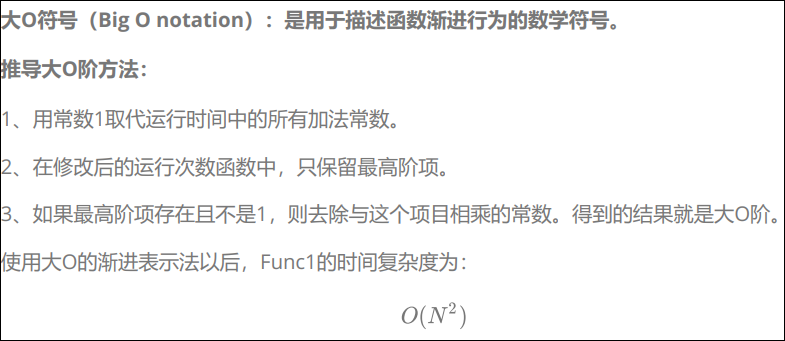 大O符号（Big O notation）：是用于描述函数渐进行为的数学符号。
推导大O阶方法：
1、用常数1取代运行时间中的所有加法常数。
2、在修改后的运行次数函数中，只保留最高阶项。
3、如果最高阶项存在且不是1，则去除与这个项目相乘的常数。得到的结果就是大O阶。
使用大O的渐进表示法以后，Func1的时间复杂度为：
O(N²)